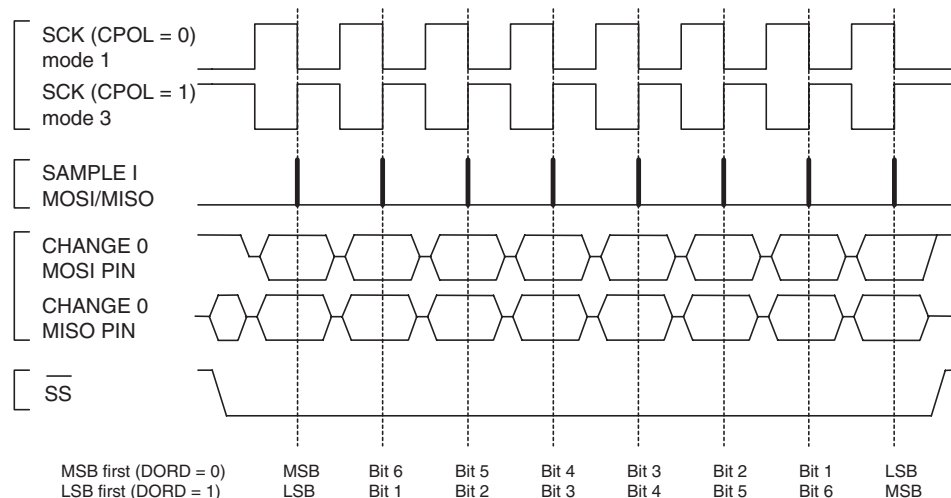 SCK (CPOL = 0)
mode 1
SCK (CPOL = 1)
mode 3
SAMPLE I
MOSI/MISO
CHANGE 0
MOSI PIN
CHANGE 0
MISO PIN
SS
MSB first (DORD = 0) MSB Bit 6 Bit 5 Bit 4 Bit 3 Bit 2 Bit 1 LSB
LSB first (DORD = 1) LSB Bit 1 Bit 2 Bit 3 Bit 4 Bit 5 Bit 6 MSB